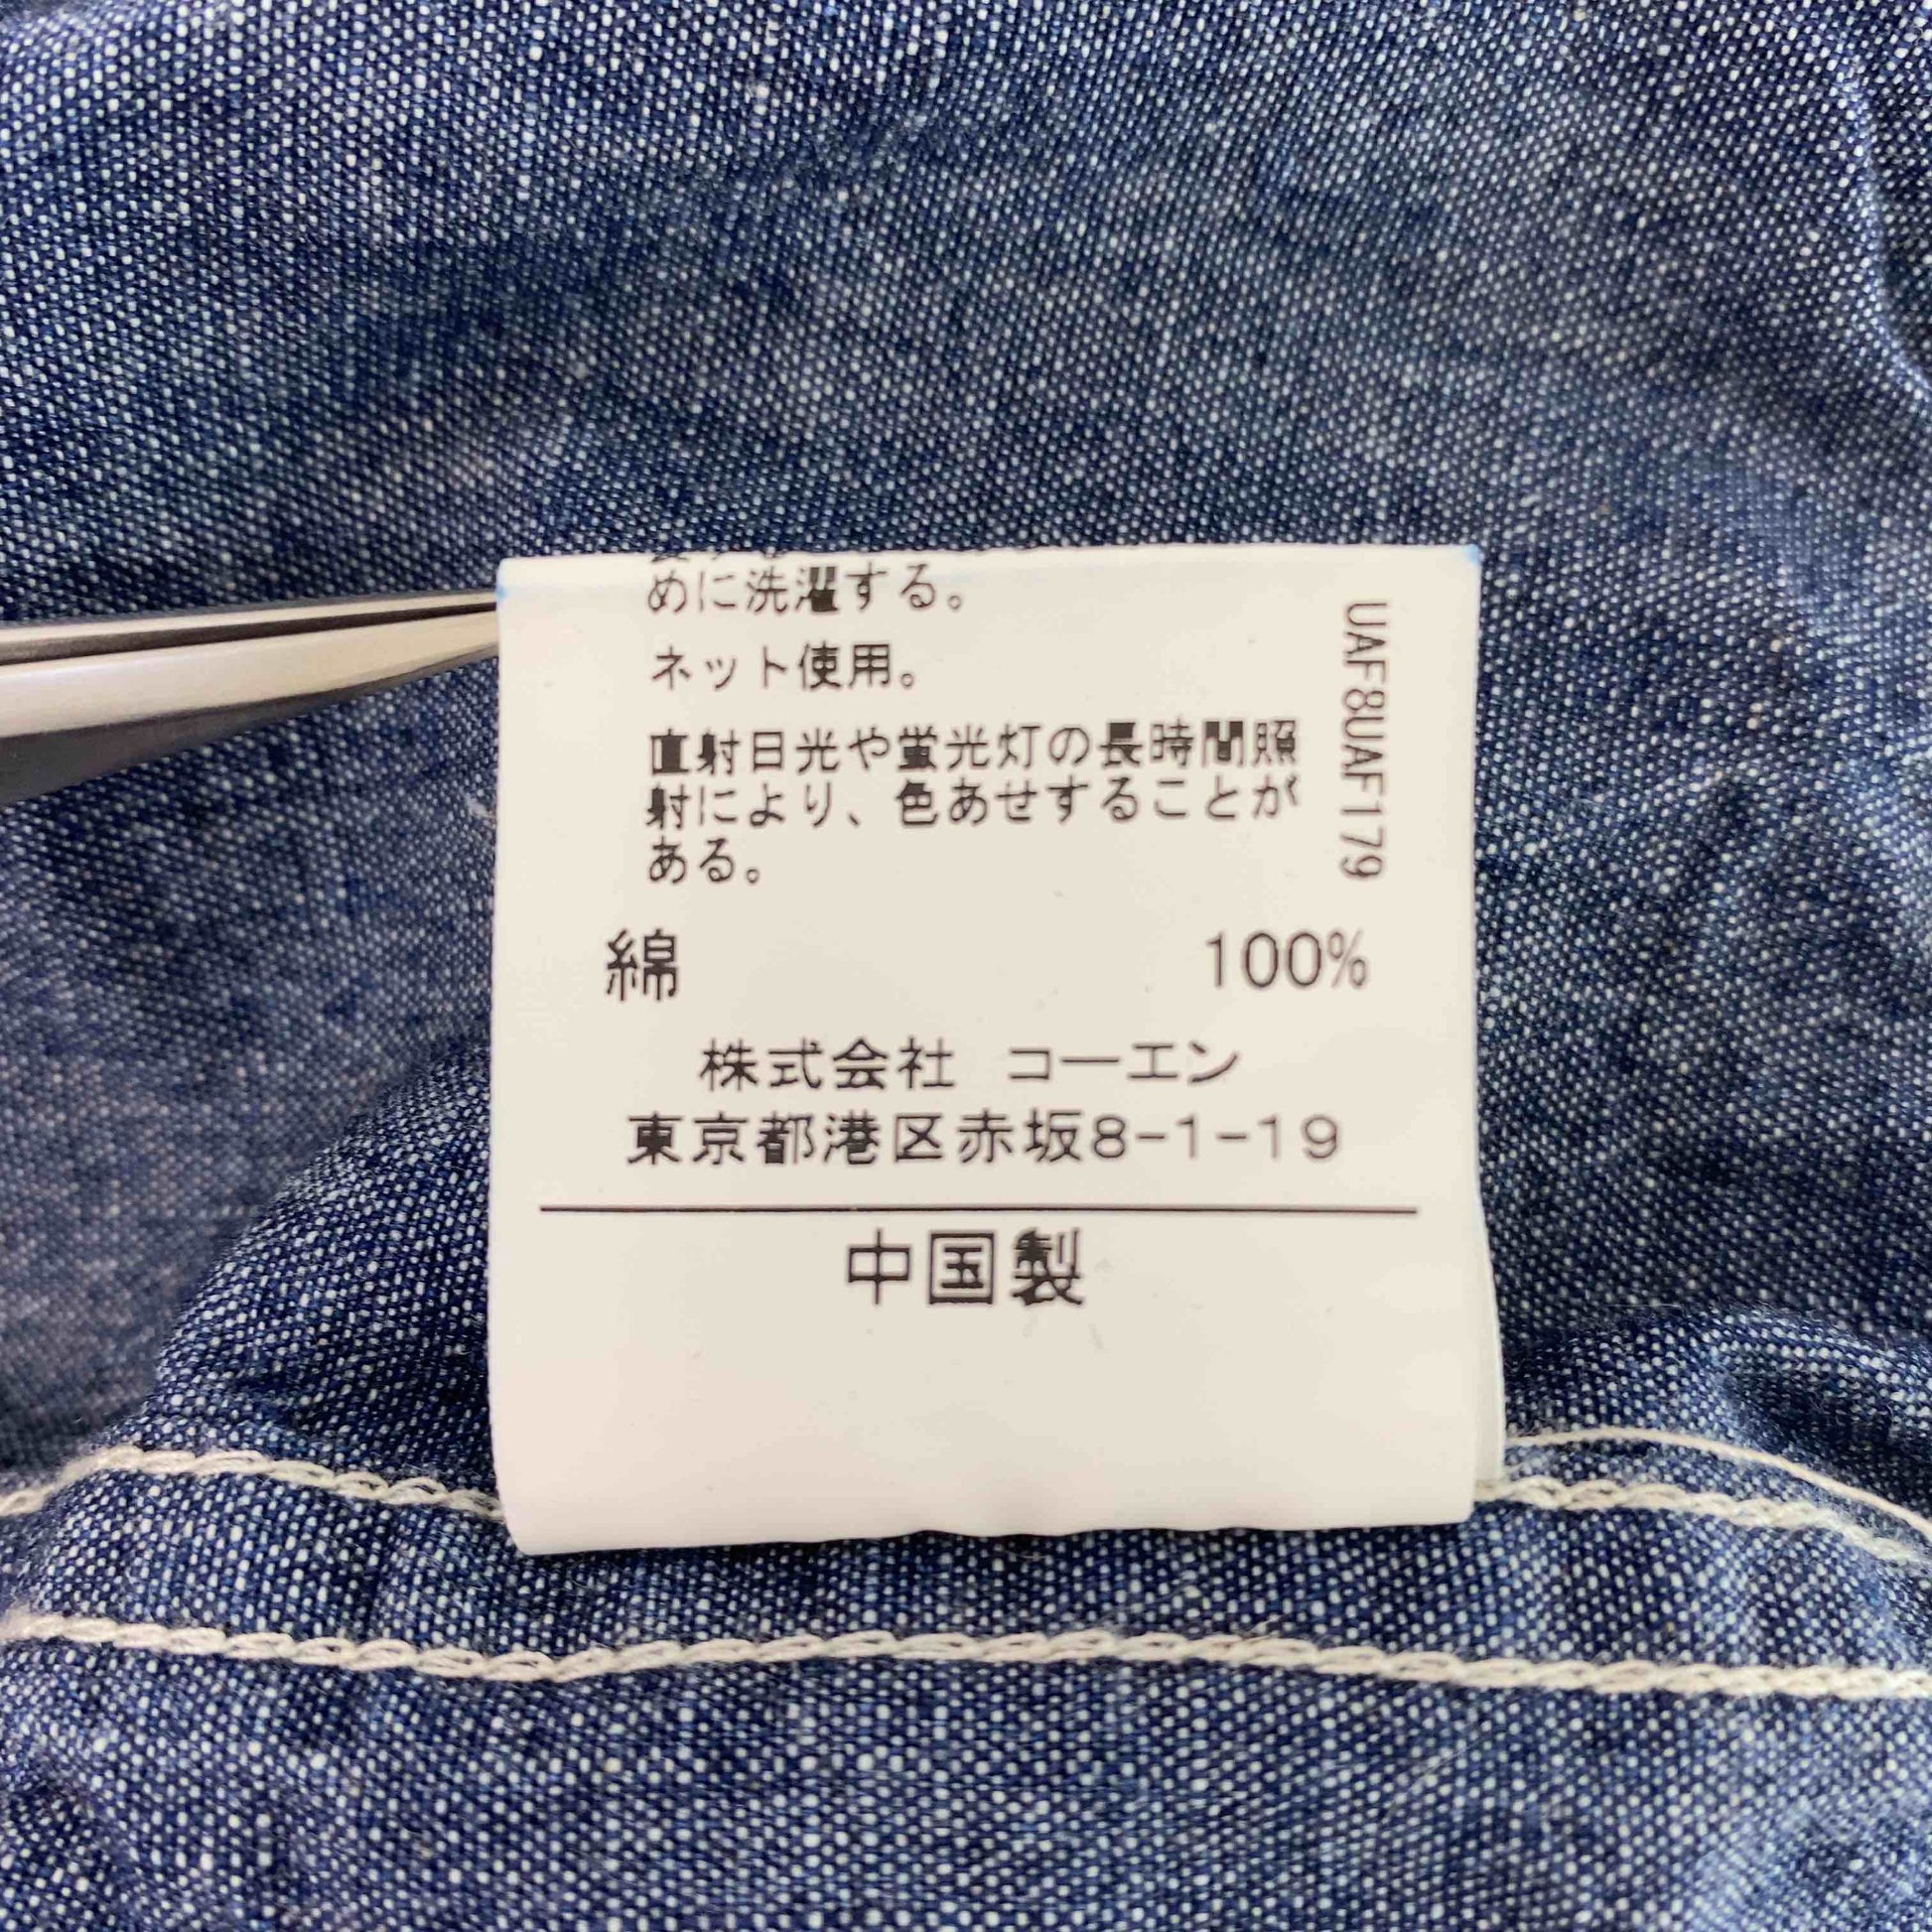 めに洗濯する。
ネット使用。
直射日光や蛍光灯の長時間照
射により、色あせすることが
ある。
UAF8UAF179
綿 100%
株式会社 コーエン
東京都港区赤坂8-1-19
中国製